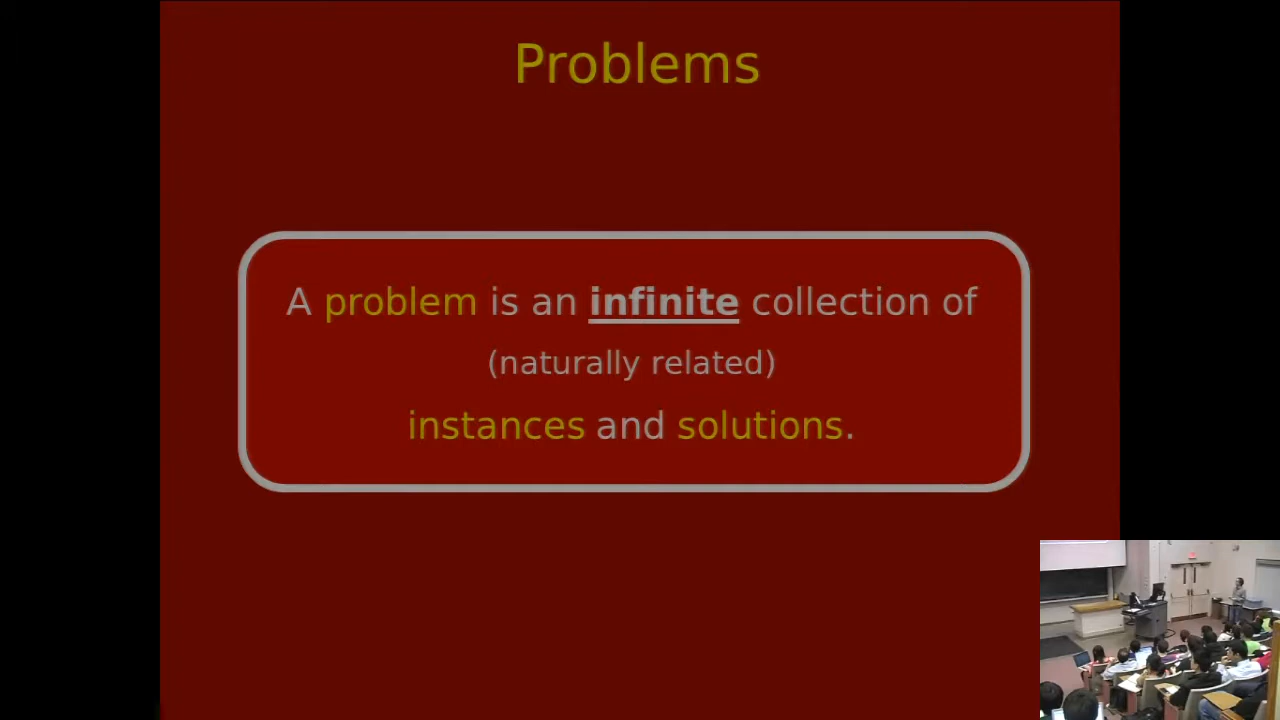 Problems
A problem is an infinite collection of
(naturally related)
instances and solutions.